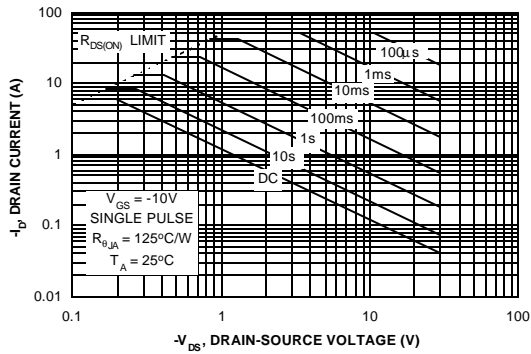 -I_D, DRAIN CURRENT (A)
100
10
1
0.1
0.01
R_DS(ON) LIMIT
100µs
1ms
10ms
100ms
1s
10s
DC
V_GS = -10V
SINGLE PULSE
R_θJA = 125°C/W
T_A = 25°C
0.1
1
10
100
-V_DS, DRAIN-SOURCE VOLTAGE (V)